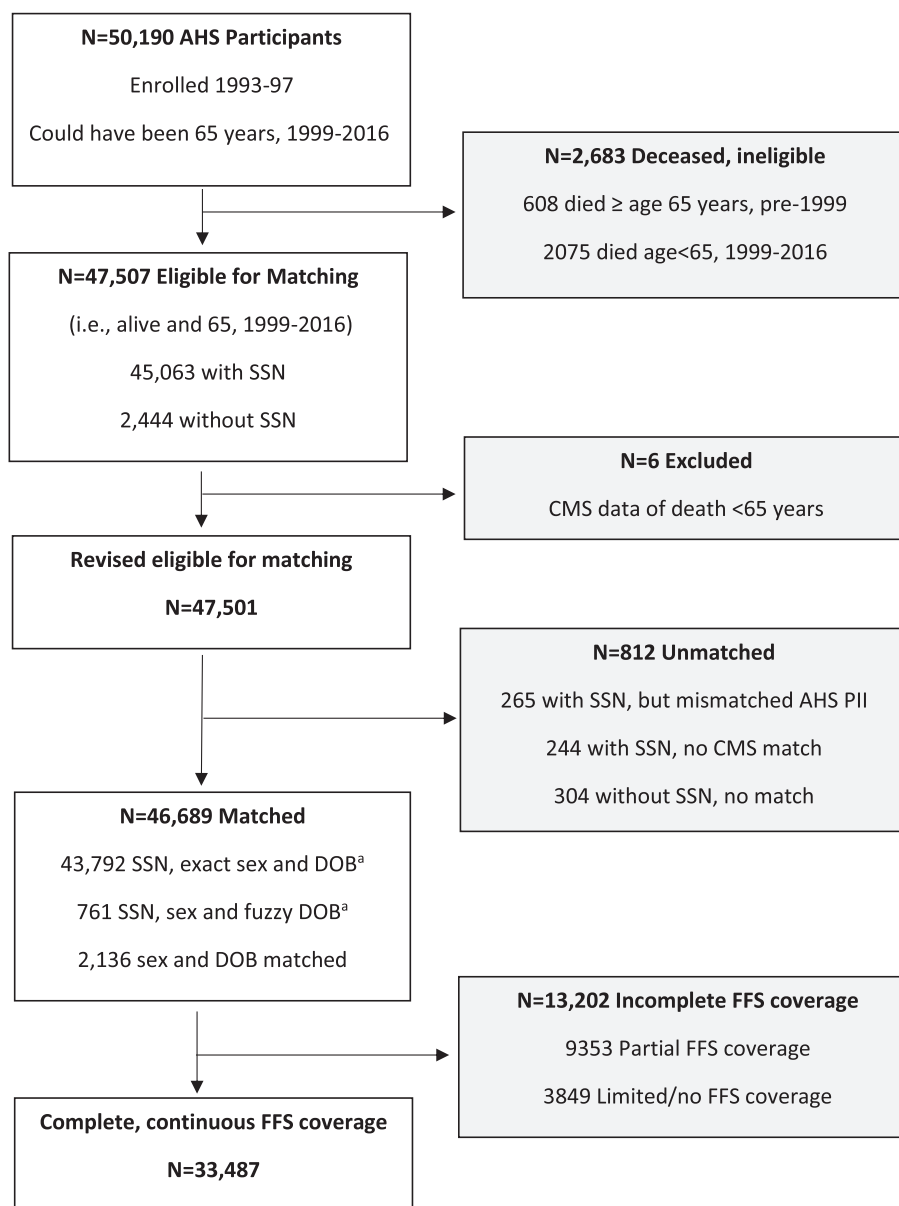 N=50,190 AHS Participants
Enrolled 1993-97
Could have been 65 years, 1999-2016
N=2,683 Deceased, ineligible
608 died ≥ age 65 years, pre-1999
2075 died age<65, 1999-2016
N=47,507 Eligible for Matching
(i.e., alive and 65, 1999-2016)
45,063 with SSN
2,444 without SSN
N=6 Excluded
CMS data of death <65 years
Revised eligible for matching
N=47,501
N=812 Unmatched
265 with SSN, but mismatched AHS PII
244 with SSN, no CMS match
304 without SSN, no match
N=46,689 Matched
43,792 SSN, exact sex and DOBᵃ
761 SSN, sex and fuzzy DOBᵃ
2,136 sex and DOB matched
N=13,202 Incomplete FFS coverage
9353 Partial FFS coverage
3849 Limited/no FFS coverage
Complete, continuous FFS coverage
N=33,487